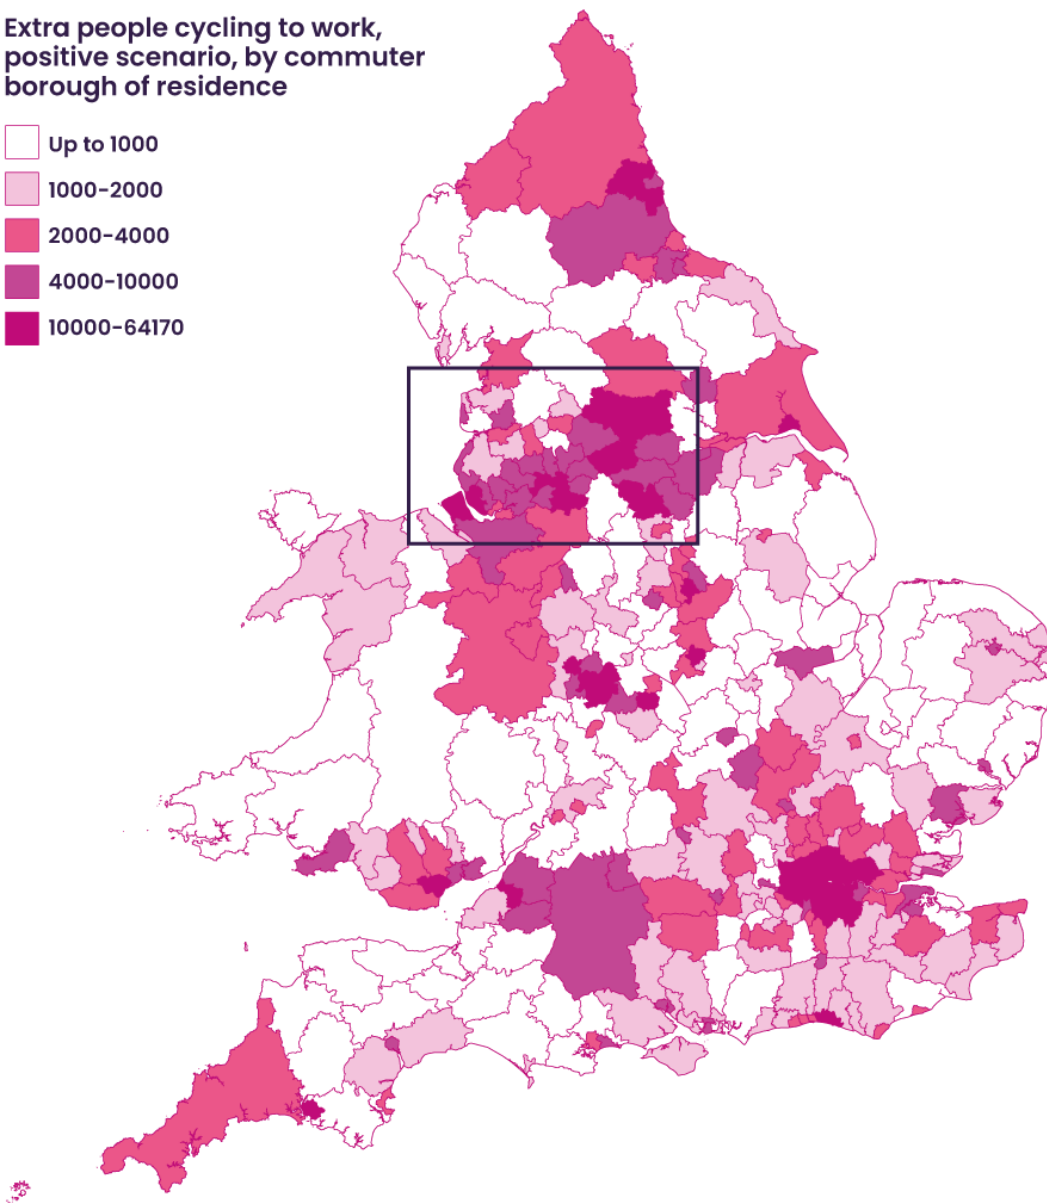 Extra people cycling to work,
positive scenario, by commuter
borough of residence
Up to 1000
1000-2000
2000-4000
4000-10000
10000-64170